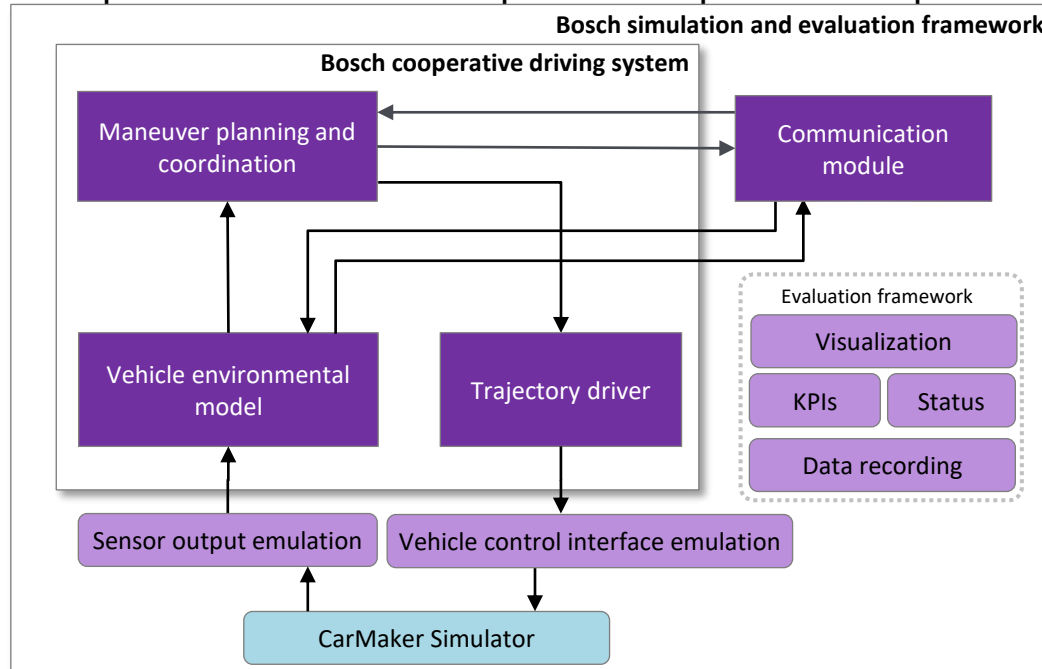 Bosch simulation and evaluation framework
Bosch cooperative driving system
Maneuver planning and
coordination
Communication
module
Vehicle environmental
model
Trajectory driver
Evaluation framework
Visualization
KPIs
Status
Data recording
Sensor output emulation
Vehicle control interface emulation
CarMaker Simulator